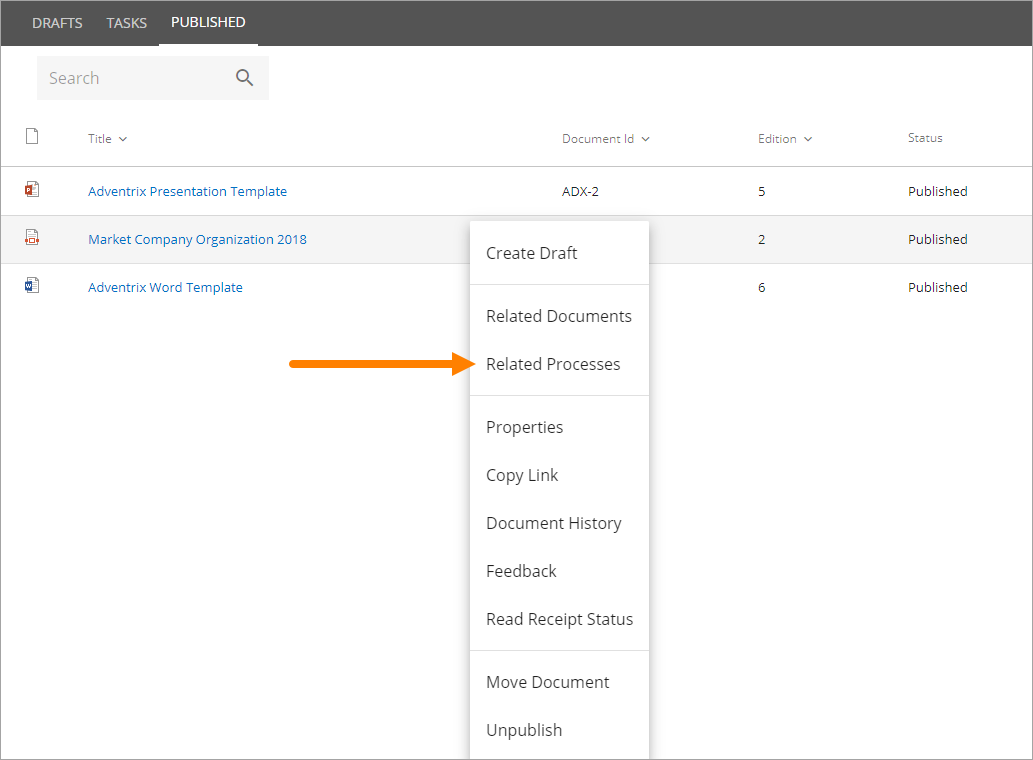 DRAFTS TASKS PUBLISHED
Search
Title Document Id Edition Status
Adventrix Presentation Template ADX-2 5 Published
Market Company Organization 2018 2 Published
Adventrix Word Template 6 Published
Create Draft
Related Documents
Related Processes
Properties
Copy Link
Document History
Feedback
Read Receipt Status
Move Document
Unpublish